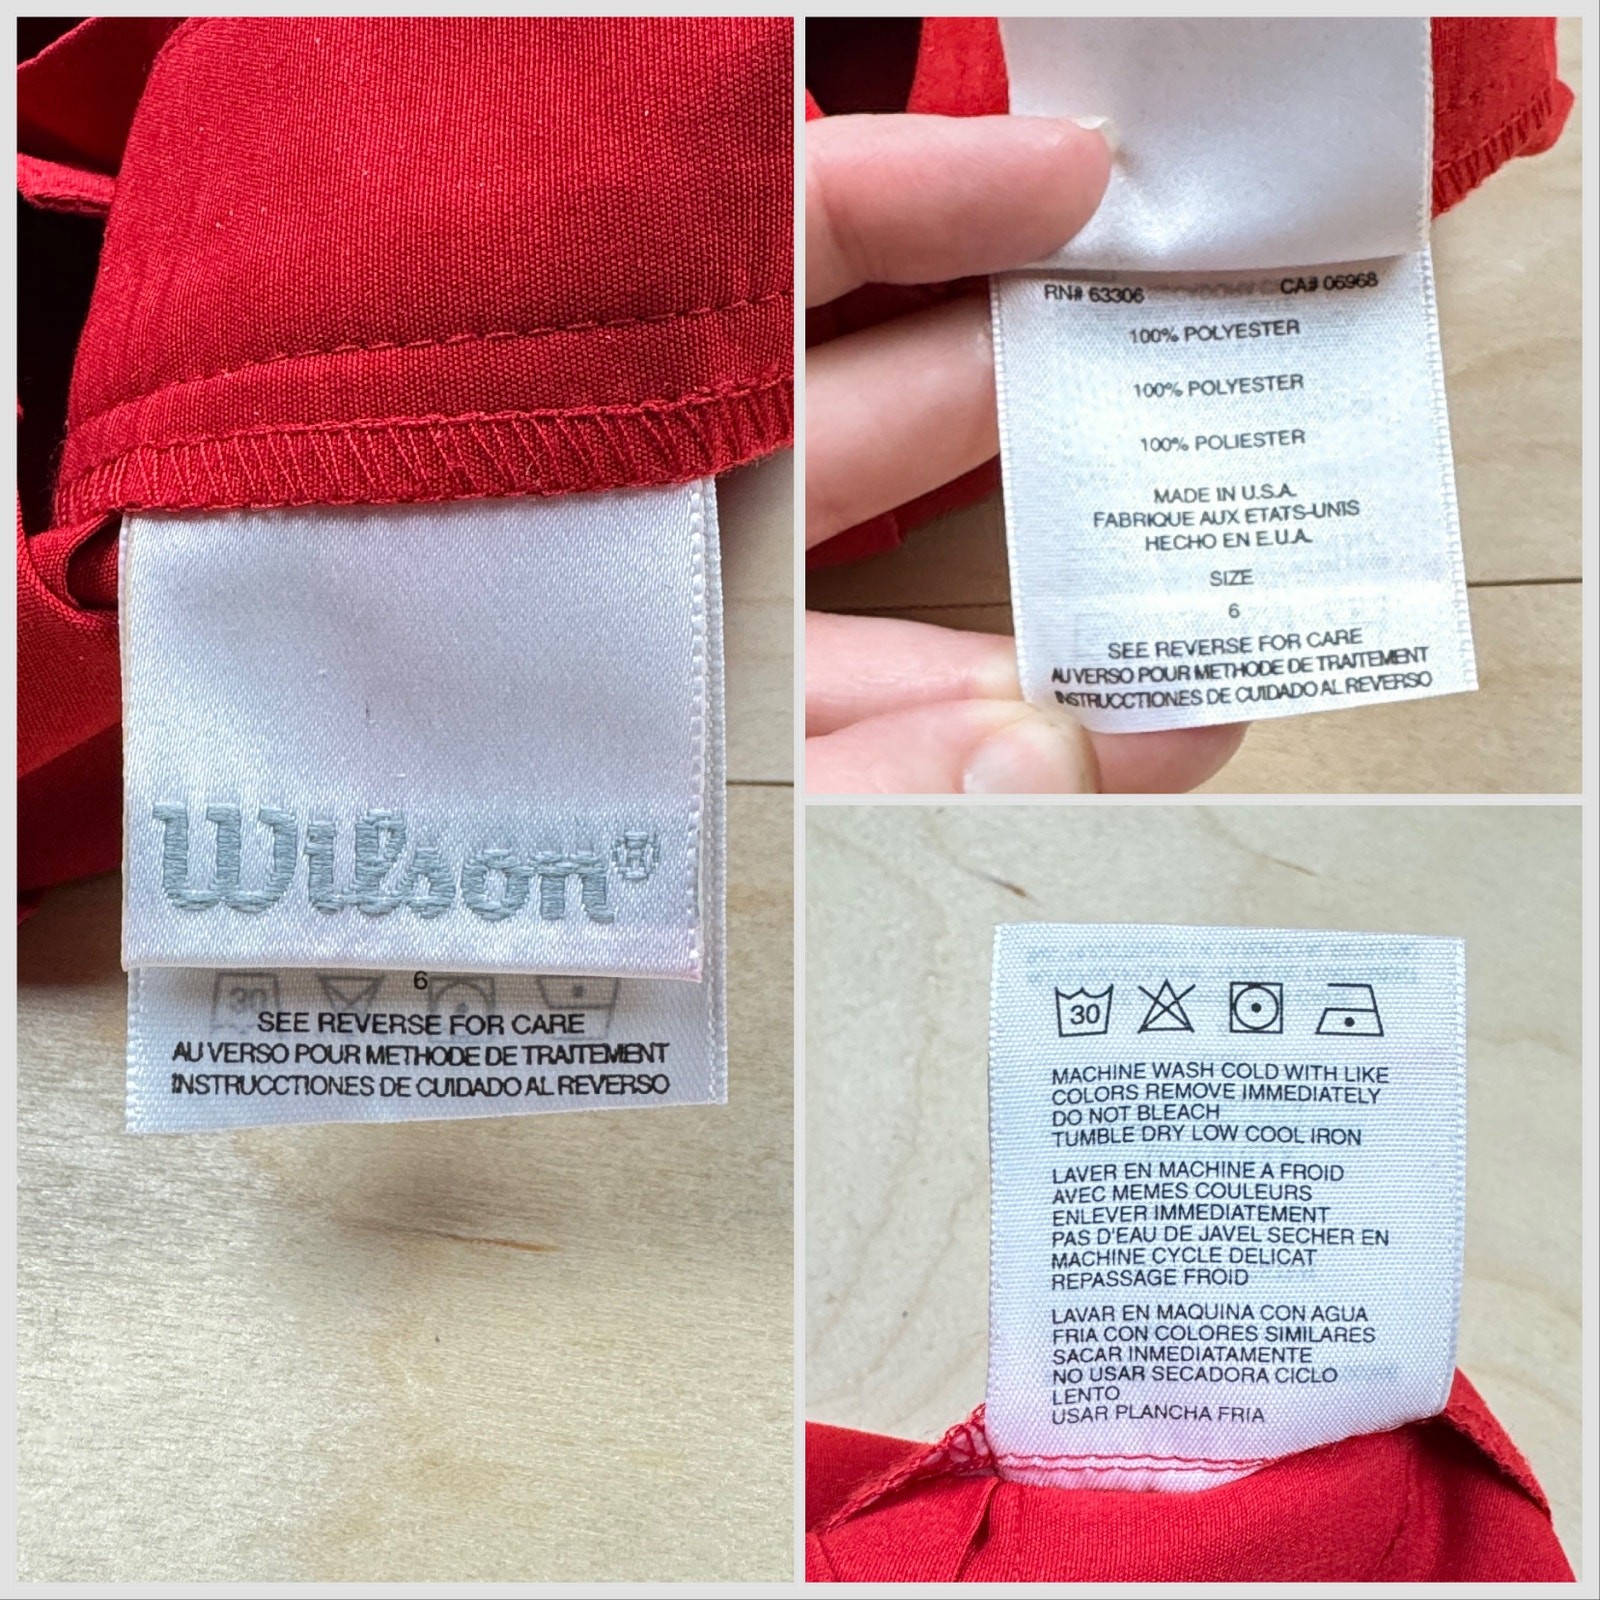 Wilson®
30
6
SEE REVERSE FOR CARE
AU VERSO POUR METHODE DE TRAITEMENT
INSTRUCCTIONES DE CUIDADO AL REVERSO
RN# 63306 CA# 06968
100% POLYESTER
100% POLYESTER
100% POLIESTER
MADE IN U.S.A.
FABRIQUE AUX ETATS-UNIS
HECHO EN E.U.A.
SIZE
6
SEE REVERSE FOR CARE
AU VERSO POUR METHODE DE TRAITEMENT
INSTRUCCTIONES DE CUIDADO AL REVERSO
30
MACHINE WASH COLD WITH LIKE
COLORS REMOVE IMMEDIATELY
DO NOT BLEACH
TUMBLE DRY LOW COOL IRON
LAVER EN MACHINE A FROID
AVEC MEMES COULEURS
ENLEVER IMMEDIATEMENT
PAS D'EAU DE JAVEL SECHER EN
MACHINE CYCLE DELICAT
REPASSAGE FROID
LAVAR EN MAQUINA CON AGUA
FRIA CON COLORES SIMILARES
SACAR INMEDIATAMENTE
NO USAR SECADORA CICLO
LENTO
USAR PLANCHA FRIA